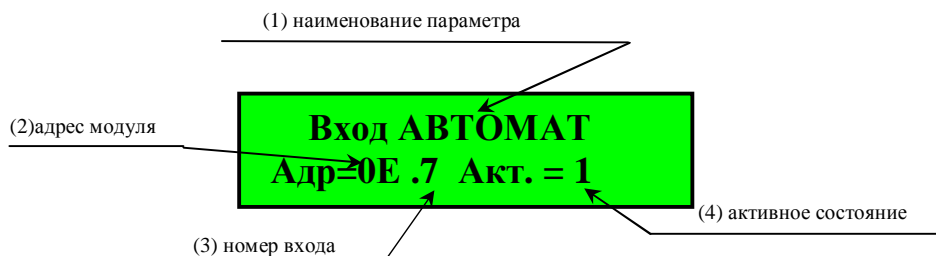 (1) наименование параметра
(2)адрес модуля
Вход АВТОМАТ
Адр=0Е .7 Акт. = 1
(4) активное состояние
(3) номер входа